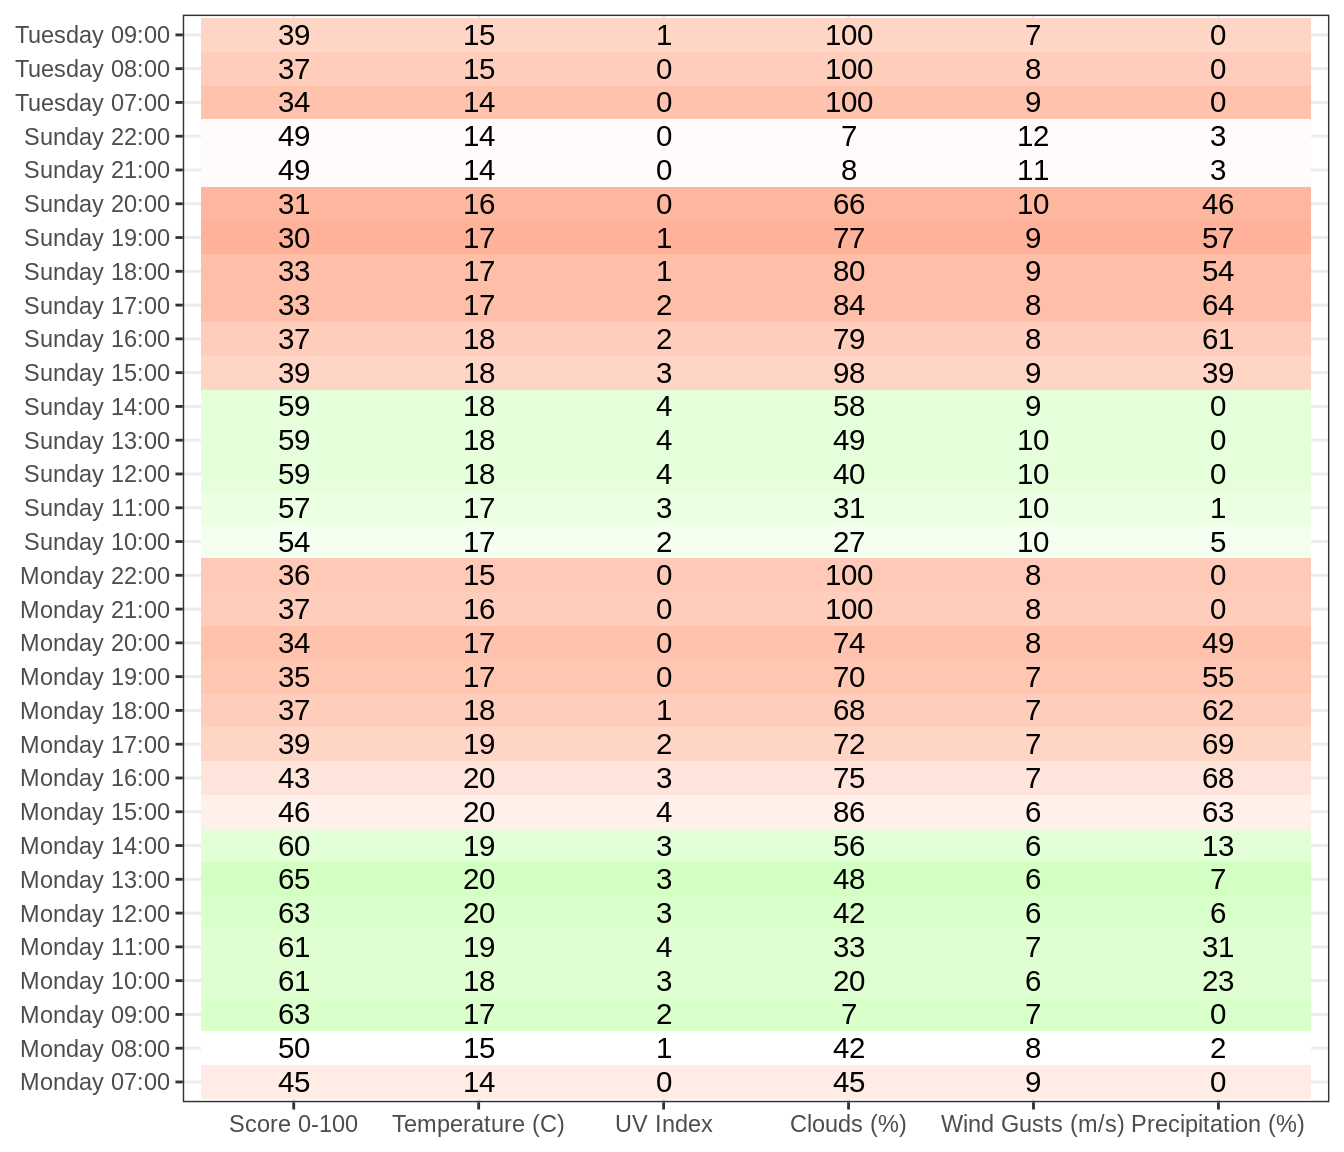 Tuesday 09:00 39 15 1 100 7 0
Tuesday 08:00 37 15 0 100 8 0
Tuesday 07:00 34 14 0 100 9 0
Sunday 22:00 49 14 0 7 12 3
Sunday 21:00 49 14 0 8 11 3
Sunday 20:00 31 16 0 66 10 46
Sunday 19:00 30 17 1 77 9 57
Sunday 18:00 33 17 1 80 9 54
Sunday 17:00 33 17 2 84 8 64
Sunday 16:00 37 18 2 79 8 61
Sunday 15:00 39 18 3 98 9 39
Sunday 14:00 59 18 4 58 9 0
Sunday 13:00 59 18 4 49 10 0
Sunday 12:00 59 18 4 40 10 0
Sunday 11:00 57 17 3 31 10 1
Sunday 10:00 54 17 2 27 10 5
Monday 22:00 36 15 0 100 8 0
Monday 21:00 37 16 0 100 8 0
Monday 20:00 34 17 0 74 8 49
Monday 19:00 35 17 0 70 7 55
Monday 18:00 37 18 1 68 7 62
Monday 17:00 39 19 2 72 7 69
Monday 16:00 43 20 3 75 7 68
Monday 15:00 46 20 4 86 6 63
Monday 14:00 60 19 3 56 6 13
Monday 13:00 65 20 3 48 6 7
Monday 12:00 63 20 3 42 6 6
Monday 11:00 61 19 4 33 7 31
Monday 10:00 61 18 3 20 6 23
Monday 09:00 63 17 2 7 7 0
Monday 08:00 50 15 1 42 8 2
Monday 07:00 45 14 0 45 9 0
Score 0-100 Temperature (C) UV Index Clouds (%) Wind Gusts (m/s) Precipitation (%)